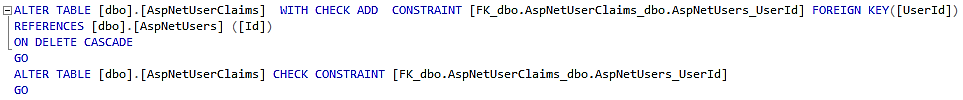 ALTER TABLE [dbo].[AspNetUserClaims]  WITH CHECK ADD  CONSTRAINT [FK_dbo.AspNetUserClaims_dbo.AspNetUsers_UserId] FOREIGN KEY([UserId])
REFERENCES [dbo].[AspNetUsers] ([Id])
ON DELETE CASCADE
GO
ALTER TABLE [dbo].[AspNetUserClaims] CHECK CONSTRAINT [FK_dbo.AspNetUserClaims_dbo.AspNetUsers_UserId]
GO